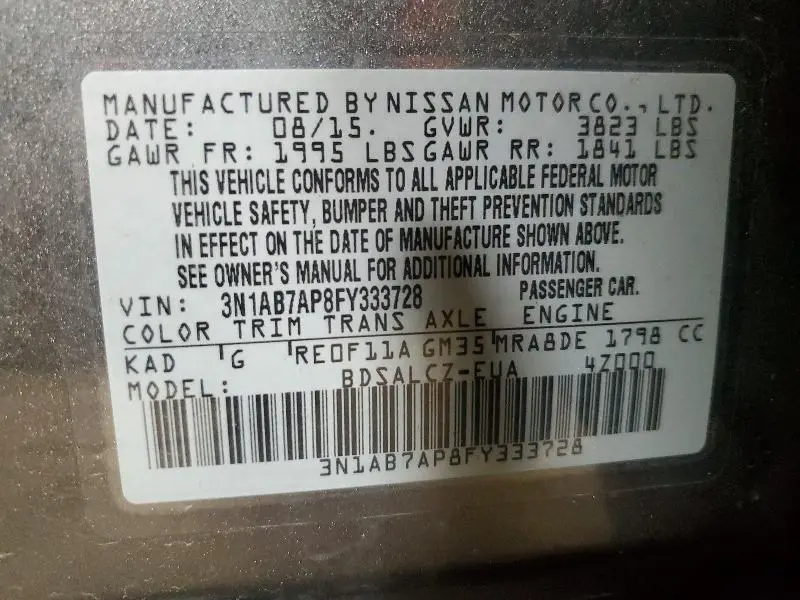 MANUFACTURED BY NISSAN MOTOR CO., LTD.
DATE: 08/15. GVWR: 3823 LBS
GAWR FR: 1995 LBS GAWR RR: 1841 LBS
THIS VEHICLE CONFORMS TO ALL APPLICABLE FEDERAL MOTOR
VEHICLE SAFETY, BUMPER AND THEFT PREVENTION STANDARDS
IN EFFECT ON THE DATE OF MANUFACTURE SHOWN ABOVE.
SEE OWNER'S MANUAL FOR ADDITIONAL INFORMATION.
VIN: 3N1AB7AP8FY333728 PASSENGER CAR.
COLOR TRIM TRANS AXLE ENGINE
KAD G RE0F11A GM35 MRA8DE 1798 CC
MODEL: BDSALCZ-EUA 4Z000
3N1AB7AP8FY333728